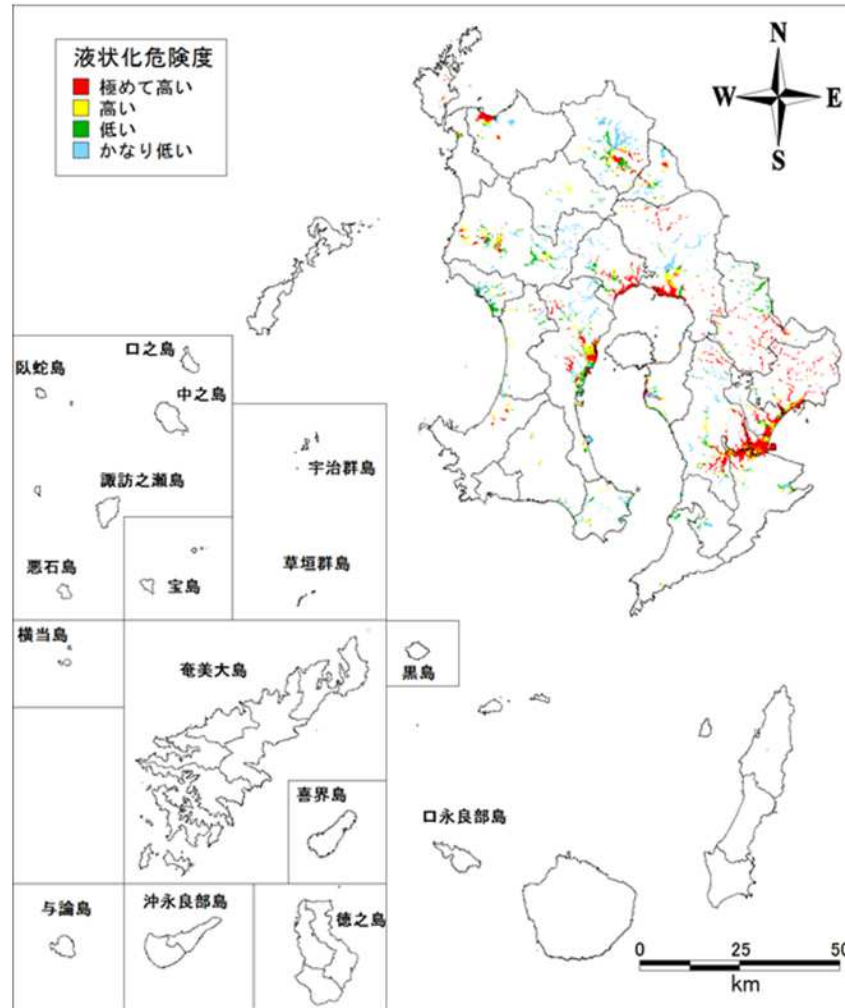 液状化危険度
極めて高い
高い
低い
かなり低い
N
W
E
S
口之島
臥蛇島
中之島
諏訪之瀬島
宇治群島
悪石島
宝島
草垣群島
横当島
奄美大島
黒島
喜界島
口永良部島
与論島
沖永良部島
徳之島
0 25 50
km